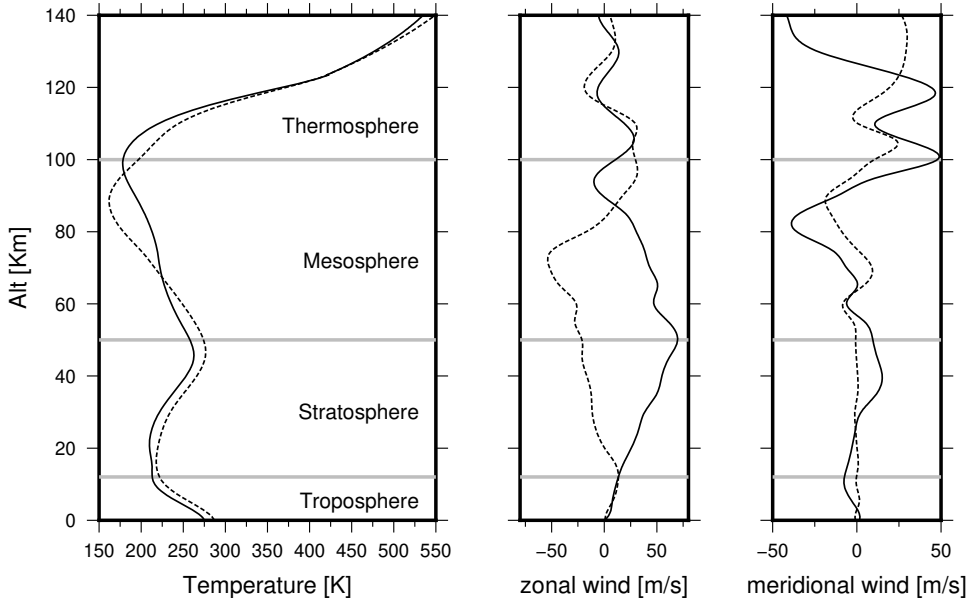 140
120
100
80
60
40
20
0
Alt [Km]
Thermosphere
Mesosphere
Stratosphere
Troposphere
150 200 250 300 350 400 450 500 550
Temperature [K]
−50 0 50
zonal wind [m/s]
−50 0 50
meridional wind [m/s]